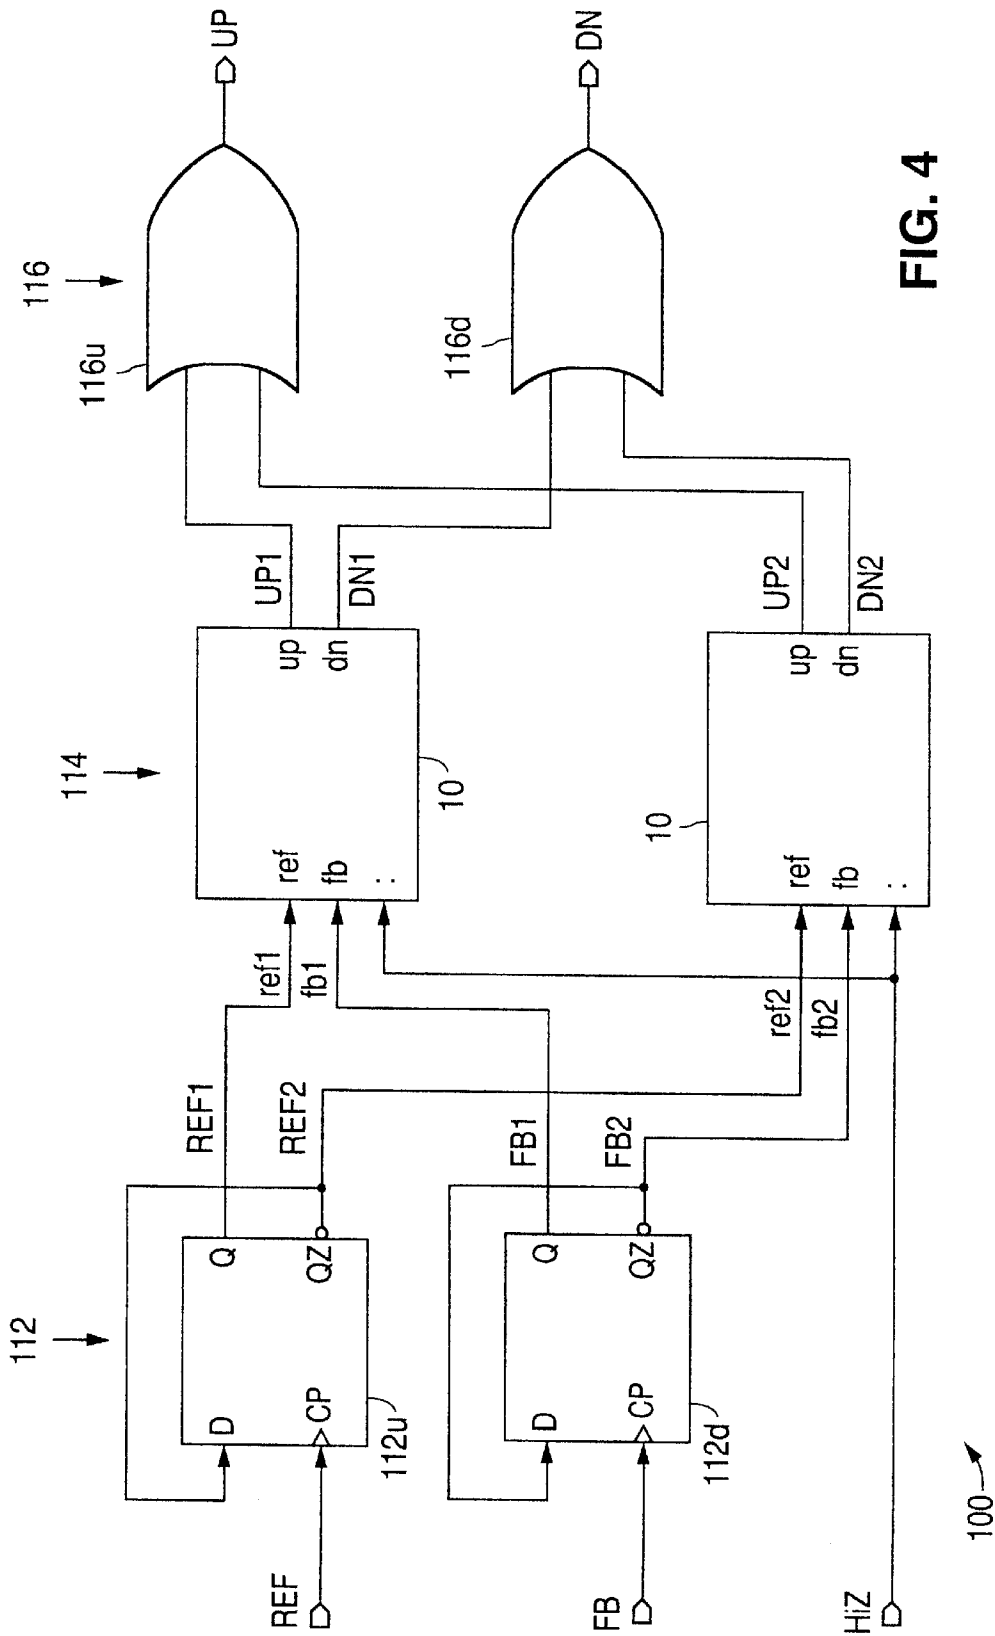 100
REF
FB
HiZ
112
D
Q
CP
QZ
112u
D
Q
CP
QZ
112d
REF1
REF2
FB1
FB2
ref1
fb1
ref2
fb2
114
ref
fb
:
up
dn
10
10
ref
fb
:
up
dn
UP1
DN1
UP2
DN2
116
116u
116d
UP
DN
FIG. 4